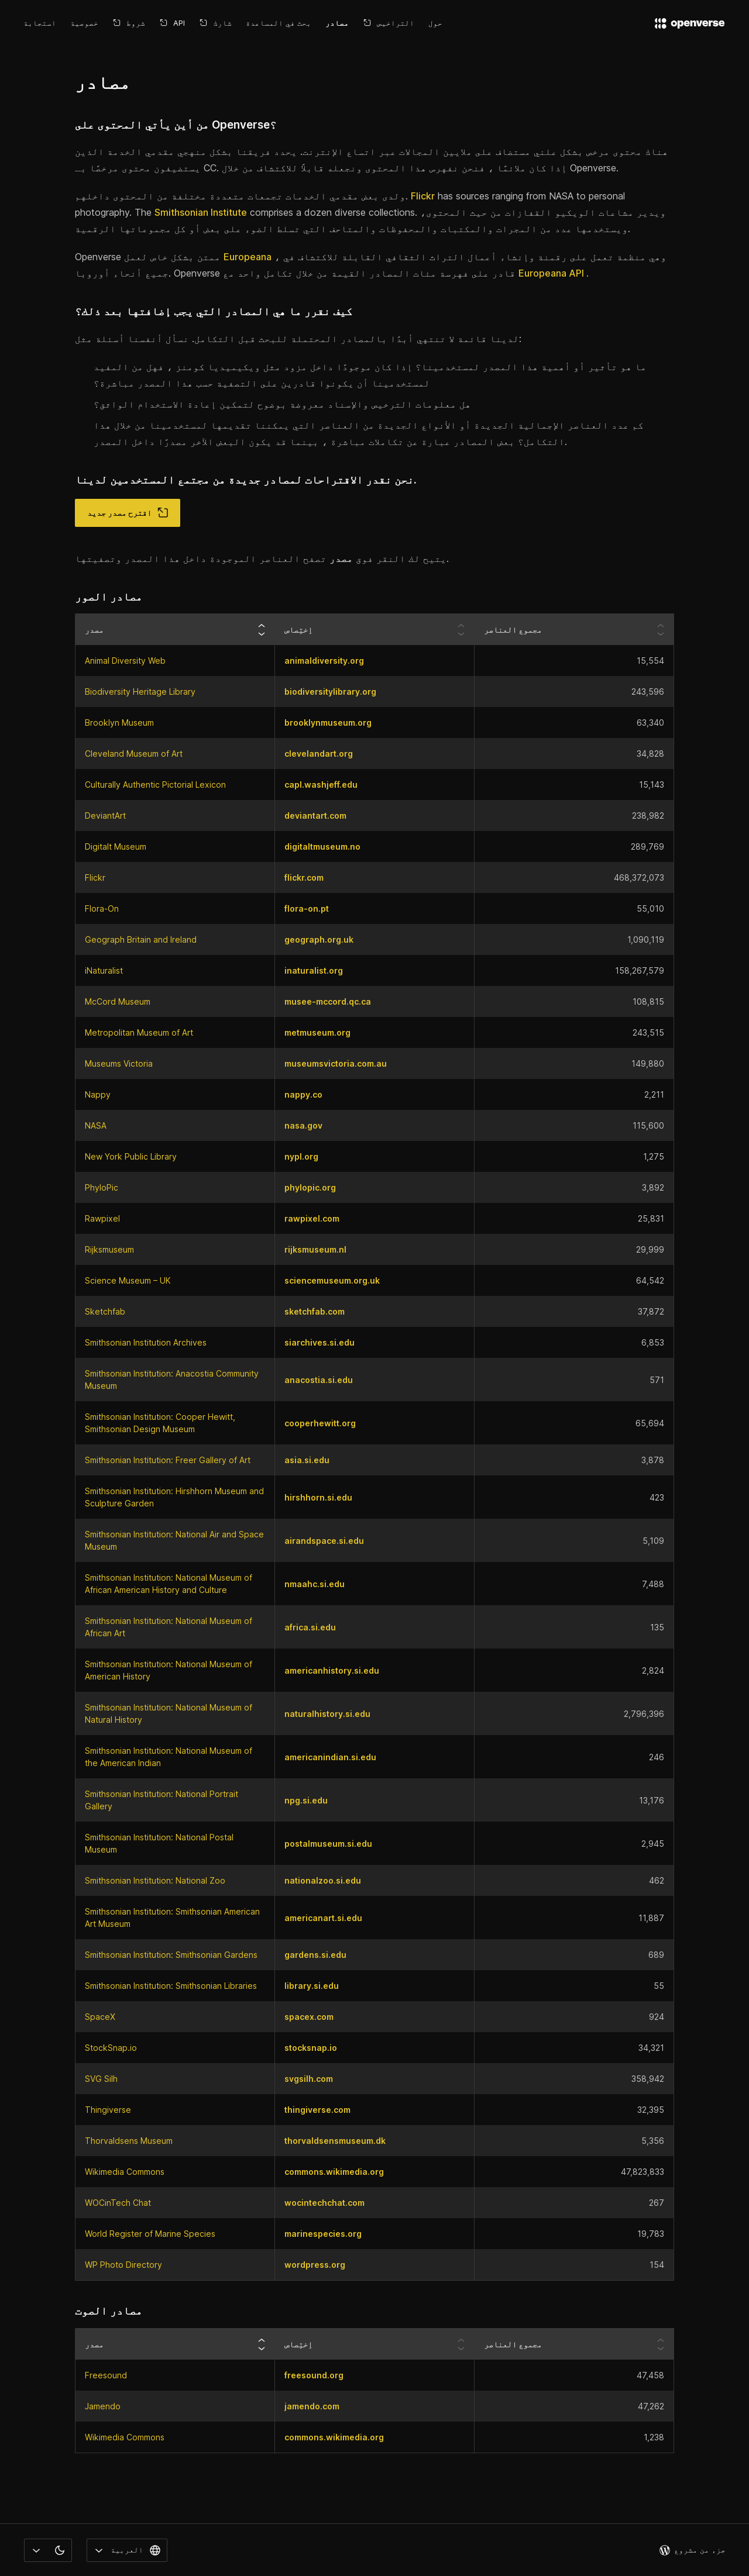 openverse
حول
التراخيص
مصادر
بحث في المساعدة
شارك
API
شروط
خصوصية
استجابة
مصادر
من أين يأتي المحتوى على Openverse؟
هناك محتوى مرخص بشكل علني مستضاف على ملايين المجالات عبر اتساع الإنترنت. يحدد فريقنا بشكل منهجي مقدمي الخدمة الذين
يستضيفون محتوى مرخصًا بـ CC. إذا كان ملائمًا ، فنحن نفهرس هذا المحتوى ونجعله قابلاً للاكتشاف من خلال Openverse.
ولدى بعض مقدمي الخدمات تجمعات متعددة مختلفة من المحتوى داخلهم. Flickr has sources ranging from NASA to personal
photography. The Smithsonian Institute comprises a dozen diverse collections. ويدير مشاعات الويكيو القفازات من حيث المحتوى،
ويستخدمها عدد من المجرات والمكتبات والمحفوظات والمتاحف التي تسلط الضوء على بعض أو كل مجموعاتها الرقمية.
Openverse ممتن بشكل خاص لعمل Europeana ، وهي منظمة تعمل على رقمنة وإنشاء أعمال التراث الثقافي القابلة للاكتشاف في
جميع أنحاء أوروبا. Openverse قادر على فهرسة مئات المصادر القيمة من خلال تكامل واحد مع Europeana API .
كيف نقرر ما هي المصادر التي يجب إضافتها بعد ذلك؟
لدينا قائمة لا تنتهي أبدًا بالمصادر المحتملة للبحث قبل التكامل. نسأل أنفسنا أسئلة مثل:
ما هو تأثير أو أهمية هذا المصدر لمستخدمينا؟ إذا كان موجودًا داخل مزود مثل ويكيميديا كومنز ، فهل من المفيد
لمستخدمينا أن يكونوا قادرين على التصفية حسب هذا المصدر مباشرة؟
هل معلومات الترخيص والإسناد معروضة بوضوح لتمكين إعادة الاستخدام الواثق؟
كم عدد العناصر الإجمالية الجديدة أو الأنواع الجديدة من العناصر التي يمكننا تقديمها لمستخدمينا من خلال هذا
التكامل؟ بعض المصادر عبارة عن تكاملات مباشرة ، بينما قد يكون البعض الآخر مصدرًا داخل المصدر.
نحن نقدر الاقتراحات لمصادر جديدة من مجتمع المستخدمين لدينا.
اقترح مصدر جديد
يتيح لك النقر فوق مصدر تصفح العناصر الموجودة داخل هذا المصدر وتصفيتها.
مصادر الصور
مصدر إختِصاص مجموع العناصر
Animal Diversity Web animaldiversity.org 15,554
Biodiversity Heritage Library biodiversitylibrary.org 243,596
Brooklyn Museum brooklynmuseum.org 63,340
Cleveland Museum of Art clevelandart.org 34,828
Culturally Authentic Pictorial Lexicon capl.washjeff.edu 15,143
DeviantArt deviantart.com 238,982
Digitalt Museum digitaltmuseum.no 289,769
Flickr flickr.com 468,372,073
Flora-On flora-on.pt 55,010
Geograph Britain and Ireland geograph.org.uk 1,090,119
iNaturalist inaturalist.org 158,267,579
McCord Museum musee-mccord.qc.ca 108,815
Metropolitan Museum of Art metmuseum.org 243,515
Museums Victoria museumsvictoria.com.au 149,880
Nappy nappy.co 2,211
NASA nasa.gov 115,600
New York Public Library nypl.org 1,275
PhyloPic phylopic.org 3,892
Rawpixel rawpixel.com 25,831
Rijksmuseum rijksmuseum.nl 29,999
Science Museum – UK sciencemuseum.org.uk 64,542
Sketchfab sketchfab.com 37,872
Smithsonian Institution Archives siarchives.si.edu 6,853
Smithsonian Institution: Anacostia Community
Museum anacostia.si.edu 571
Smithsonian Institution: Cooper Hewitt,
Smithsonian Design Museum cooperhewitt.org 65,694
Smithsonian Institution: Freer Gallery of Art asia.si.edu 3,878
Smithsonian Institution: Hirshhorn Museum and
Sculpture Garden hirshhorn.si.edu 423
Smithsonian Institution: National Air and Space
Museum airandspace.si.edu 5,109
Smithsonian Institution: National Museum of
African American History and Culture nmaahc.si.edu 7,488
Smithsonian Institution: National Museum of
African Art africa.si.edu 135
Smithsonian Institution: National Museum of
American History americanhistory.si.edu 2,824
Smithsonian Institution: National Museum of
Natural History naturalhistory.si.edu 2,796,396
Smithsonian Institution: National Museum of
the American Indian americanindian.si.edu 246
Smithsonian Institution: National Portrait
Gallery npg.si.edu 13,176
Smithsonian Institution: National Postal
Museum postalmuseum.si.edu 2,945
Smithsonian Institution: National Zoo nationalzoo.si.edu 462
Smithsonian Institution: Smithsonian American
Art Museum americanart.si.edu 11,887
Smithsonian Institution: Smithsonian Gardens gardens.si.edu 689
Smithsonian Institution: Smithsonian Libraries library.si.edu 55
SpaceX spacex.com 924
StockSnap.io stocksnap.io 34,321
SVG Silh svgsilh.com 358,942
Thingiverse thingiverse.com 32,395
Thorvaldsens Museum thorvaldsensmuseum.dk 5,356
Wikimedia Commons commons.wikimedia.org 47,823,833
WOCinTech Chat wocintechchat.com 267
World Register of Marine Species marinespecies.org 19,783
WP Photo Directory wordpress.org 154
مصادر الصوت
مصدر إختِصاص مجموع العناصر
Freesound freesound.org 47,458
Jamendo jamendo.com 47,262
Wikimedia Commons commons.wikimedia.org 1,238
العربية
جزء من مشروع